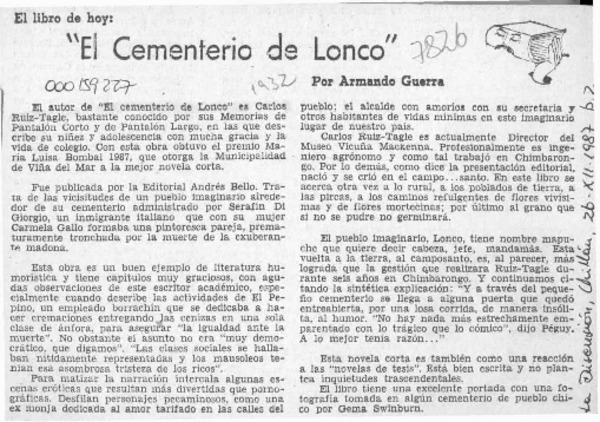 El libro de hoy:
"El Cementerio de Lonco"
7826
000159227
1932
Por Armando Guerra
El autor de "El cementerio de Lonco" es Carlos
Ruiz-Tagle, bastante conocido por sus Memorias de
Pantalón Corto y de Pantalón Largo, en las que des-
cribe su niñez y adolescencia con mucha gracia y la
vida de colegio. Con esta obra obtuvo el premio Ma-
ría Luisa Bombal 1987, que otorga la Municipalidad
de Viña del Mar a la mejor novela corta.
Fue publicada por la Editorial Andrés Bello. Tra-
ta de las vicisitudes de un pueblo imaginario alrede-
dor de su cementerio administrado por Serafín Di
Giorgio, un inmigrante italiano que con su mujer
Carmela Gallo formaba una pintoresca pareja, prema-
turamente tronchada por la muerte de la exuberan-
te madona.
Esta obra es un buen ejemplo de literatura hu-
morística y tiene capítulos muy graciosos, con agu-
das observaciones de este escritor académico, espe-
cialmente cuando describe las actividades de El Pe-
pino, un empleado borrachín que se dedicaba a ha-
cer cremaciones entregando las cenizas en una sola
clase de ánfora, para asegurar "la igualdad ante la
muerte". No obstante el asunto no era "muy demo-
crático, que digamos". "Las clases sociales se halla-
ban nítidamente representadas y los mausoleos te-
nían esa asombrosa tristeza de los ricos".
Para matizar la narración intercala algunas es-
cenas eróticas que resultan más divertidas que porno-
gráficas. Desfilan personajes pecaminosos, como una
ex monja dedicada al amor tarifado en las calles del
pueblo; el alcalde con amoríos con su secretaria y
otros habitantes de vidas mínimas en este imaginario
lugar de nuestro país.
Carlos Ruiz-Tagle es actualmente Director del
Museo Vicuña Mackenna. Profesionalmente es inge-
niero agrónomo y como tal trabajó en Chimbaron-
go. Por lo demás, como dice la presentación editorial,
nació y se crió en el campo...santo. En este libro se
acerca otra vez a lo rural, a los poblados de tierra, a
las pircas, a los caminos refulgentes de flores vivísi-
mas y de flores mortecinas; por último al grano que
si no se pudre no germinará.
El pueblo imaginario, Lonco, tiene nombre mapu-
che que quiere decir cabeza, jefe, mandamás. Esta
vuelta a la tierra, al camposanto, es, al parecer, más
lograda que la gestión que realizara Ruiz-Tagle du-
rante seis años en Chimbarongo. Y continuamos ci-
tando la sintética explicación: "Y a través del peque-
ño cementerio se llega a alguna puerta que quedó
entreabierta, por una losa corrida, de manera insóli-
ta, al humor. "No hay nada más estrechamente em-
parentado con lo trágico que lo cómico", dijo Péguy.
A lo mejor tenía razón..."
Esta novela corta es también como una reacción
a las "novelas de tesis". Está bien escrita y no plan-
tea inquietudes trascendentales.
El libro tiene una excelente portada con una fo-
tografía tomada en algún cementerio de pueblo chi-
co por Gema Swinburn.
La Discusión, Chillán, 26-XII-1987 p.2